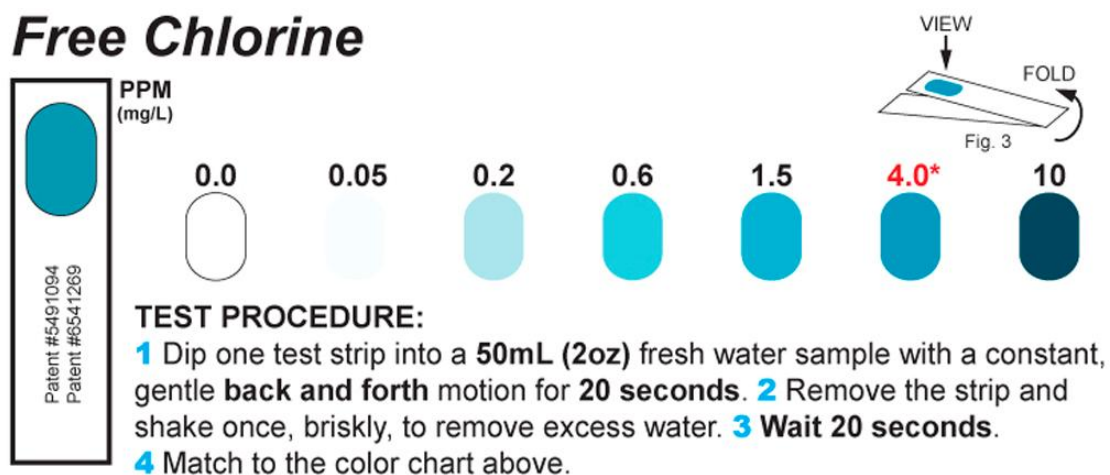 Free Chlorine
VIEW
FOLD
Fig. 3
PPM
(mg/L)
0.0 0.05 0.2 0.6 1.5 4.0* 10
Patent #5491094
Patent #6541269
TEST PROCEDURE:
1 Dip one test strip into a 50mL (2oz) fresh water sample with a constant,
gentle back and forth motion for 20 seconds. 2 Remove the strip and
shake once, briskly, to remove excess water. 3 Wait 20 seconds.
4 Match to the color chart above.